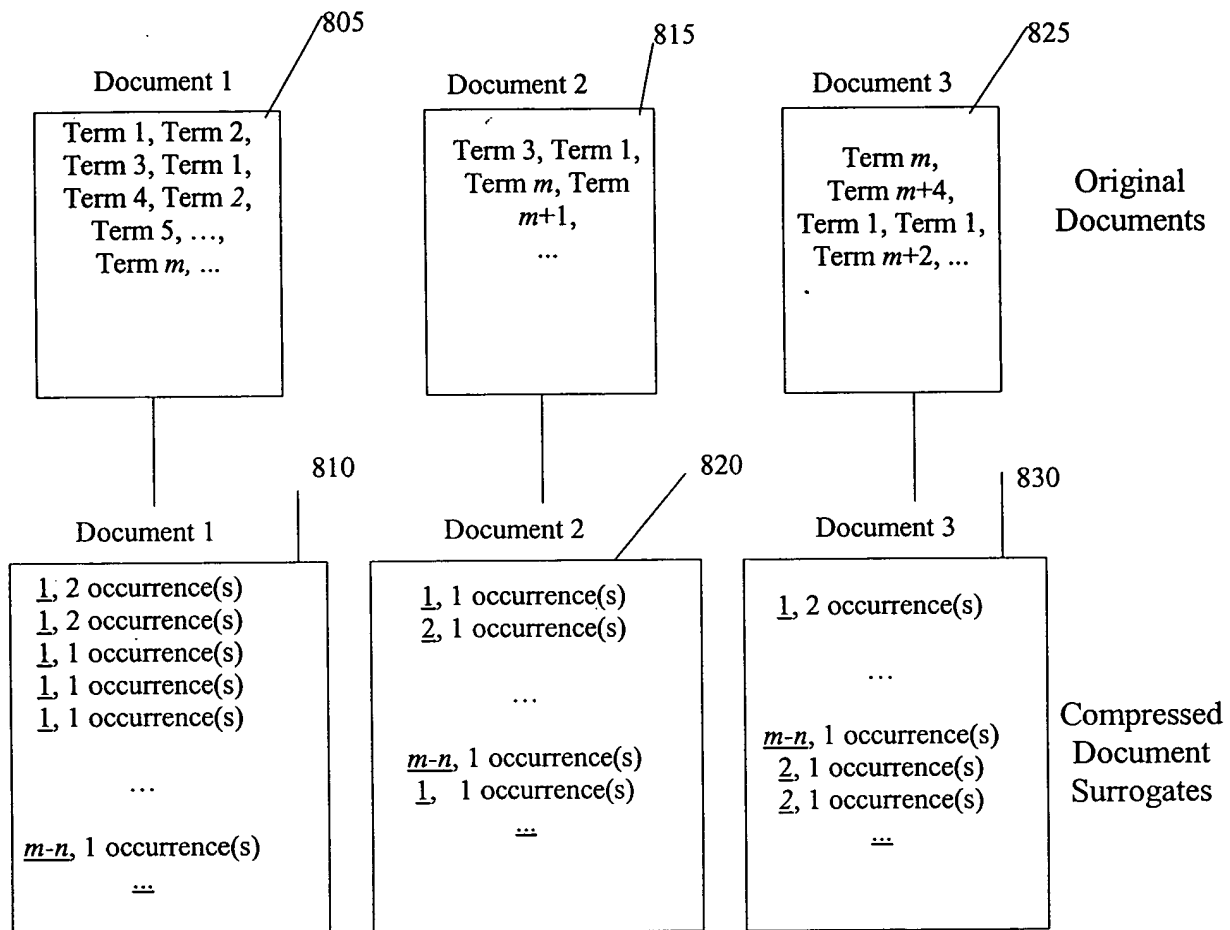 805
Document 1
Term 1, Term 2,
Term 3, Term 1,
Term 4, Term 2,
Term 5, ...,
Term m, ...
815
Document 2
Term 3, Term 1,
Term m, Term
m+1,
...
825
Document 3
Term m,
Term m+4,
Term 1, Term 1,
Term m+2, ...
Original
Documents
810
Document 1
1, 2 occurrence(s)
1, 2 occurrence(s)
1, 1 occurrence(s)
1, 1 occurrence(s)
1, 1 occurrence(s)
...
m-n, 1 occurrence(s)
...
820
Document 2
1, 1 occurrence(s)
2, 1 occurrence(s)
...
m-n, 1 occurrence(s)
1, 1 occurrence(s)
...
830
Document 3
1, 2 occurrence(s)
...
m-n, 1 occurrence(s)
2, 1 occurrence(s)
2, 1 occurrence(s)
...
Compressed
Document
Surrogates